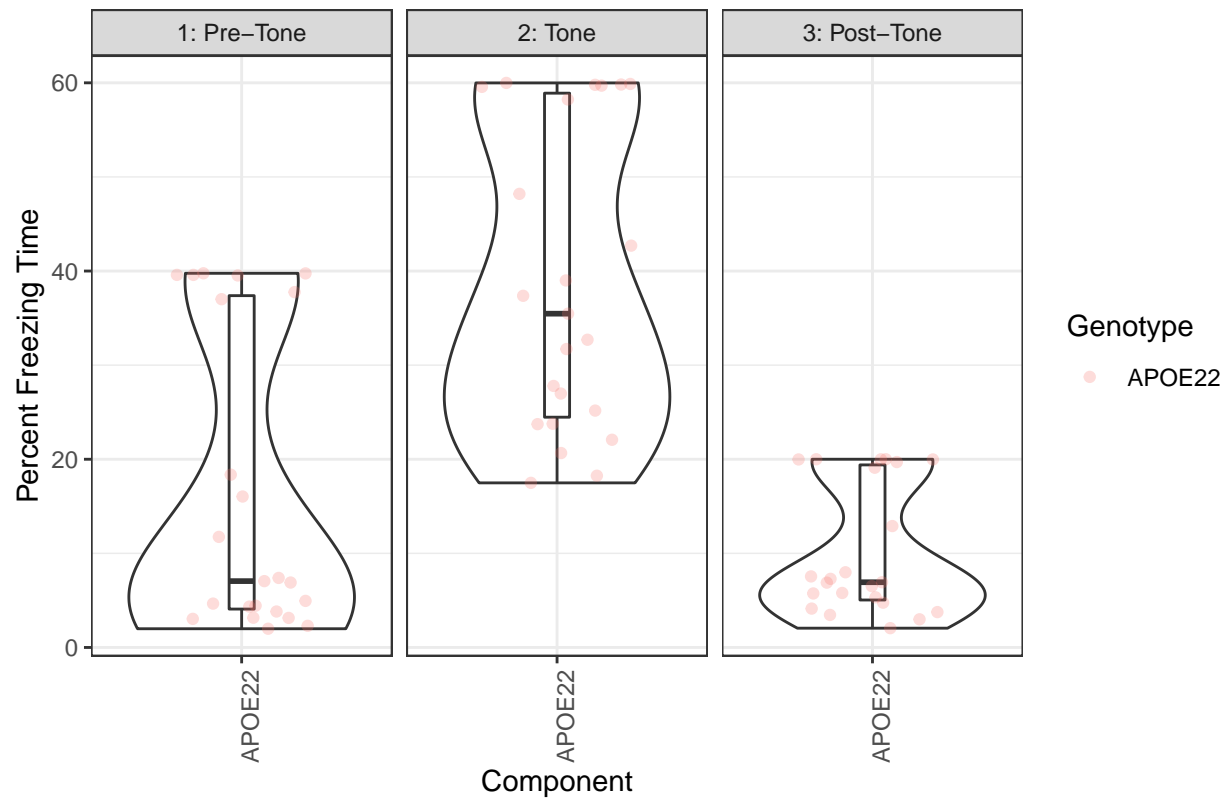 1: Pre−Tone
2: Tone
3: Post−Tone
60
40
20
0
Percent Freezing Time
APOE22
APOE22
APOE22
Component
Genotype
APOE22